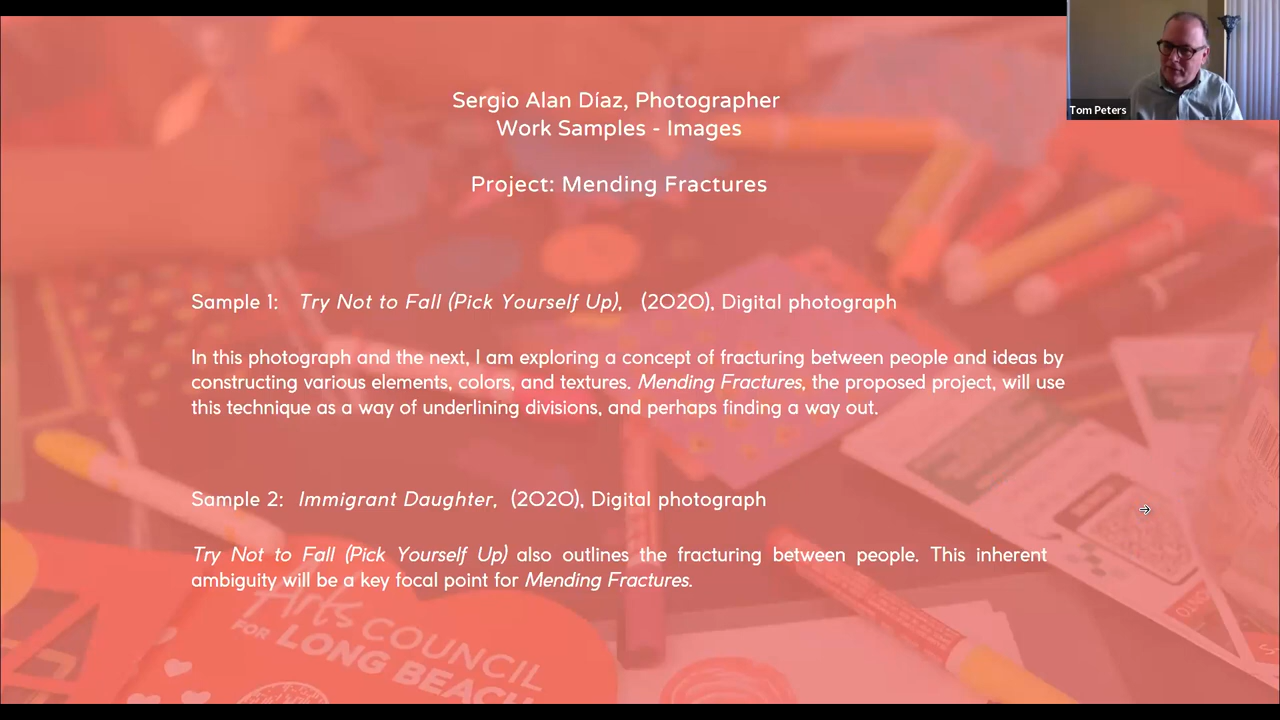 Sergio Alan Díaz, Photographer
Work Samples - Images
Project: Mending Fractures
Tom Peters
Sample 1: Try Not to Fall (Pick Yourself Up), (2020), Digital photograph
In this photograph and the next, I am exploring a concept of fracturing between people and ideas by
constructing various elements, colors, and textures. Mending Fractures, the proposed project, will use
this technique as a way of underlining divisions, and perhaps finding a way out.
Sample 2: Immigrant Daughter, (2020), Digital photograph
Try Not to Fall (Pick Yourself Up) also outlines the fracturing between people. This inherent
ambiguity will be a key focal point for Mending Fractures.
Arts COUNCIL
FOR LONG BEACH